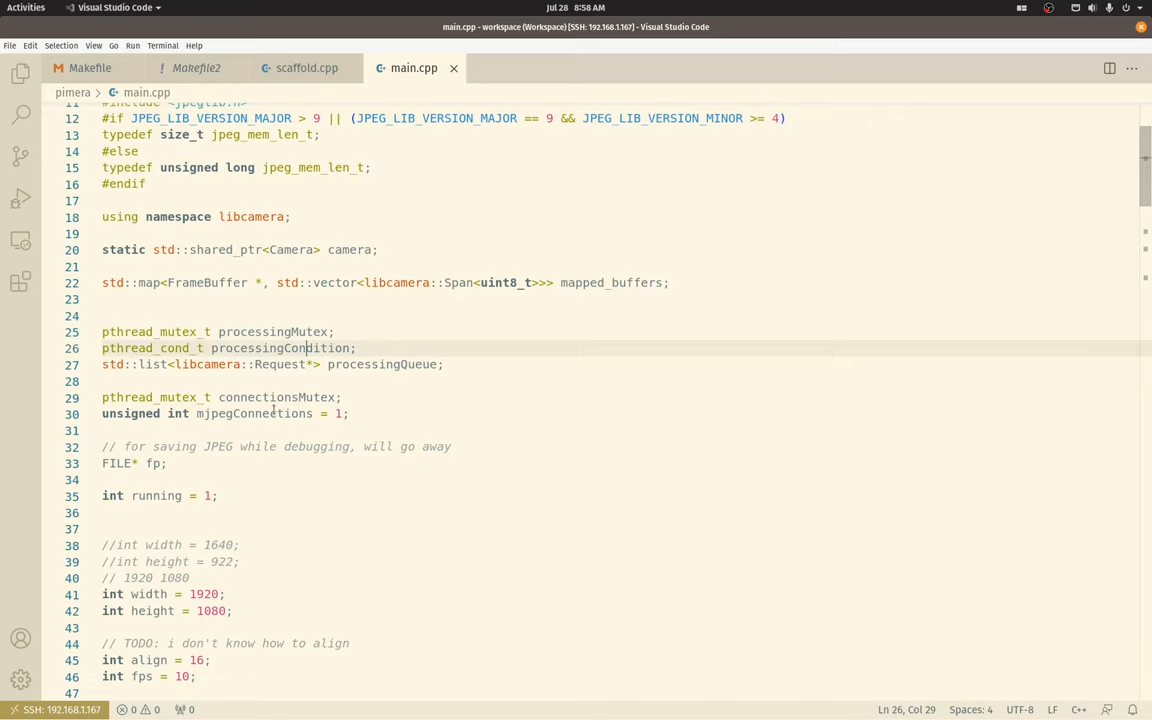 Activities Visual Studio Code Jul 28 8:58 AM
main.cpp - workspace (Workspace) [SSH: 192.168.1.167] - Visual Studio Code
File Edit Selection View Go Run Terminal Help
Makefile Makefile2 scaffold.cpp main.cpp
pimera main.cpp
11 #include <jpeglib.h>
12 #if JPEG_LIB_VERSION_MAJOR > 9 || (JPEG_LIB_VERSION_MAJOR == 9 && JPEG_LIB_VERSION_MINOR >= 4)
13 typedef size_t jpeg_mem_len_t;
14 #else
15 typedef unsigned long jpeg_mem_len_t;
16 #endif
17
18 using namespace libcamera;
19
20 static std::shared_ptr<Camera> camera;
21
22 std::map<FrameBuffer *, std::vector<libcamera::Span<uint8_t>>> mapped_buffers;
23
24
25 pthread_mutex_t processingMutex;
26 pthread_cond_t processingCondition;
27 std::list<libcamera::Request*> processingQueue;
28
29 pthread_mutex_t connectionsMutex;
30 unsigned int mjpegConnections = 1;
31
32 // for saving JPEG while debugging, will go away
33 FILE* fp;
34
35 int running = 1;
36
37
38 //int width = 1640;
39 //int height = 922;
40 // 1920 1080
41 int width = 1920;
42 int height = 1080;
43
44 // TODO: i don't know how to align
45 int align = 16;
46 int fps = 10;
47
SSH: 192.168.1.167 0 0 0 Ln 26, Col 29 Spaces: 4 UTF-8 LF C++